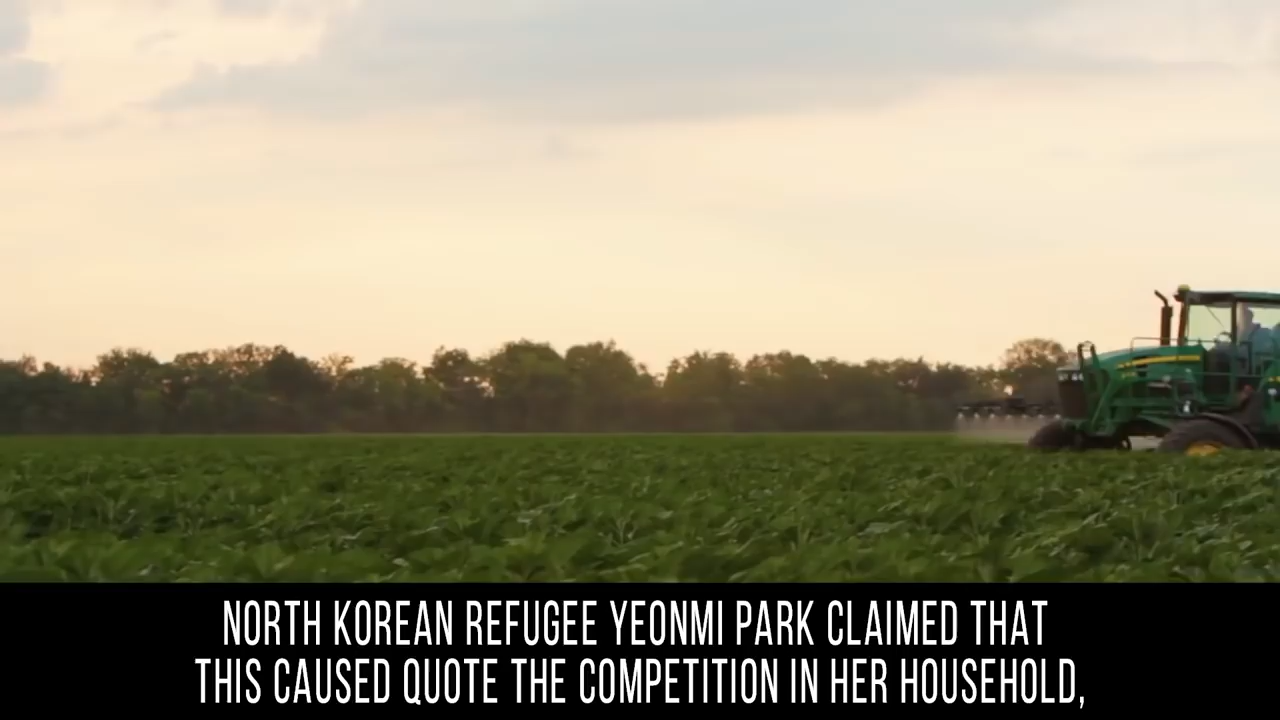 NORTH KOREAN REFUGEE YEONMI PARK CLAIMED THAT
THIS CAUSED QUOTE THE COMPETITION IN HER HOUSEHOLD,